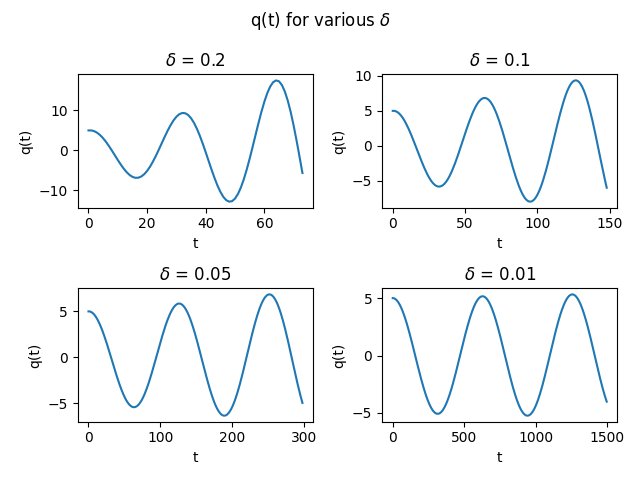 q(t) for various δ
δ = 0.2
q(t)
10
0
−10
0 20 40 60
t
δ = 0.1
q(t)
10
5
0
−5
0 50 100 150
t
δ = 0.05
q(t)
5
0
−5
0 100 200 300
t
δ = 0.01
q(t)
5
0
−5
0 500 1000 1500
t